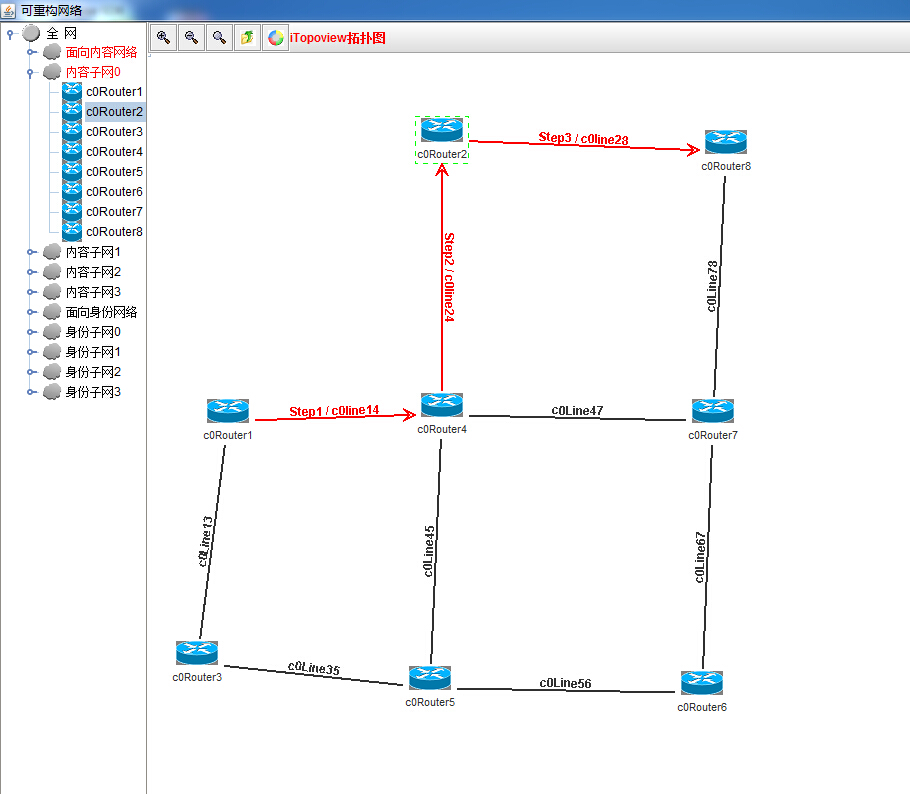 可重构网络
全 网
面向内容网络
内容子网0
c0Router1
c0Router2
c0Router3
c0Router4
c0Router5
c0Router6
c0Router7
c0Router8
内容子网1
内容子网2
内容子网3
面向身份网络
身份子网0
身份子网1
身份子网2
身份子网3
iTopoview拓扑图
c0Router2
Step3 / c0line28
c0Router8
Step2 / c0line24
c0Line78
c0Router1
Step1 / c0line14
c0Router4
c0Line47
c0Router7
c0Line13
c0Line45
c0Line67
c0Router3
c0Line35
c0Router5
c0Line56
c0Router6